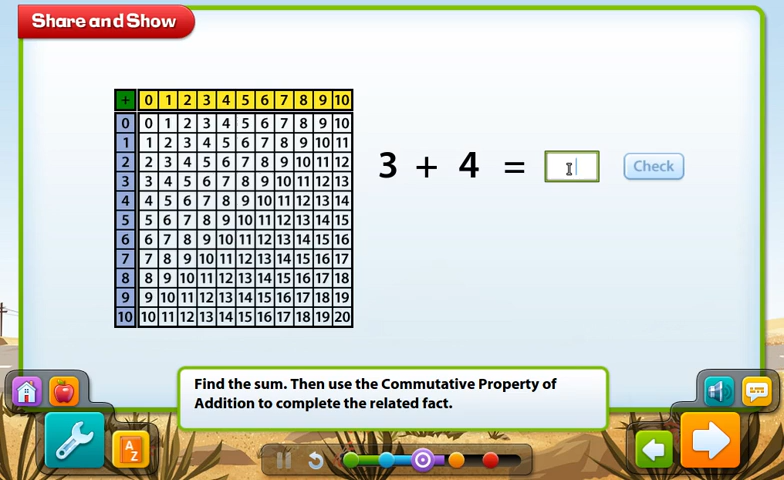 Share and Show
+ 0 1 2 3 4 5 6 7 8 9 10
0 0 1 2 3 4 5 6 7 8 9 10
1 1 2 3 4 5 6 7 8 9 10 11
2 2 3 4 5 6 7 8 9 10 11 12
3 3 4 5 6 7 8 9 10 11 12 13
4 4 5 6 7 8 9 10 11 12 13 14
5 5 6 7 8 9 10 11 12 13 14 15
6 6 7 8 9 10 11 12 13 14 15 16
7 7 8 9 10 11 12 13 14 15 16 17
8 8 9 10 11 12 13 14 15 16 17 18
9 9 10 11 12 13 14 15 16 17 18 19
10 10 11 12 13 14 15 16 17 18 19 20
3 + 4 =
Check
Find the sum. Then use the Commutative Property of
Addition to complete the related fact.
A
Z